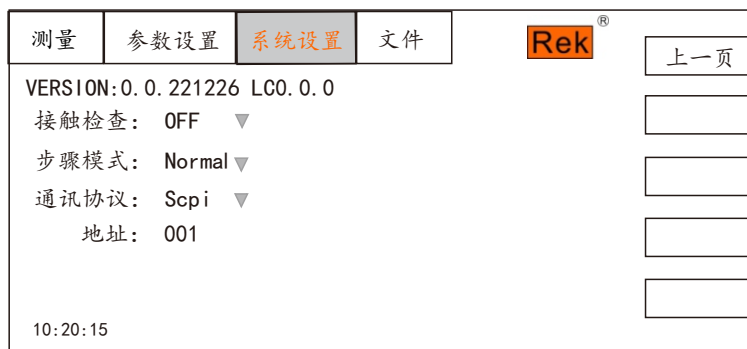 测量 参数设置 系统设置 文件 Rek®
上一页
VERSION:0.0.221226 LC0.0.0
接触检查： OFF
步骤模式： Normal
通讯协议： Scpi
地址： 001
10:20:15